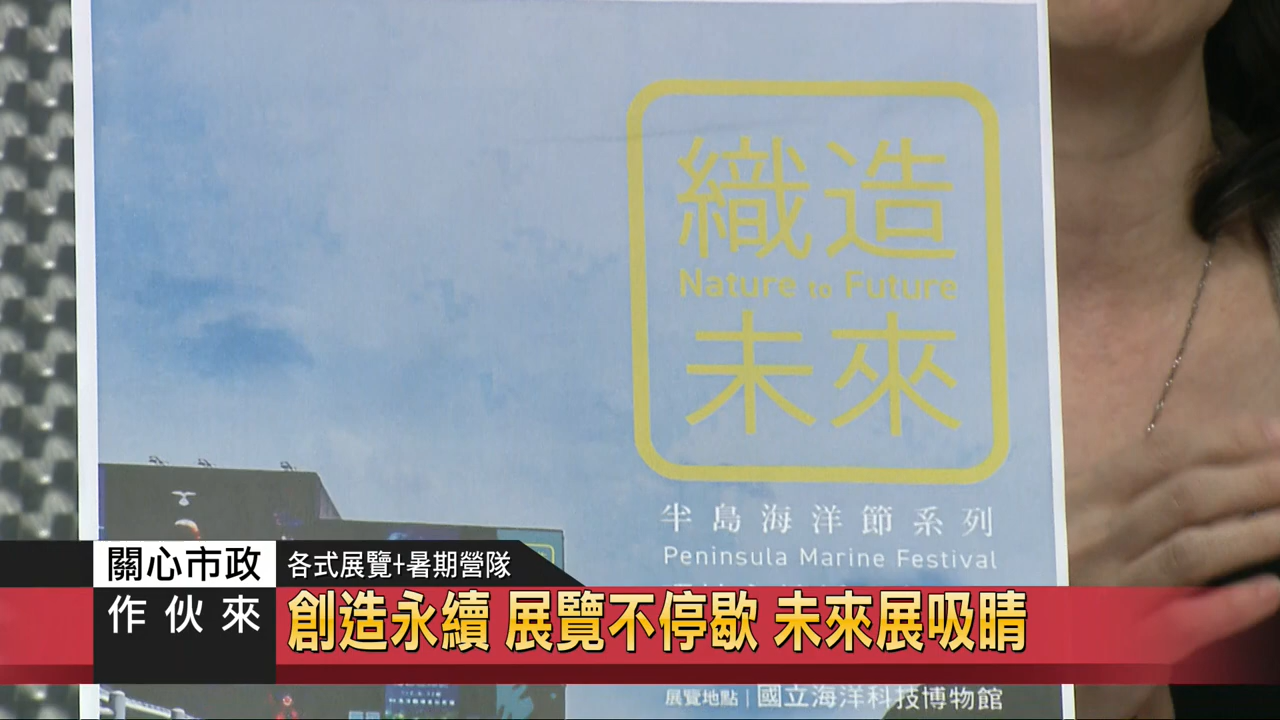 織造
Nature to Future
未來
半島海洋節系列
Peninsula Marine Festival
關心市政
作伙來
各式展覽+暑期營隊
創造永續 展覽不停歇 未來展吸睛
展覽地點｜國立海洋科技博物館